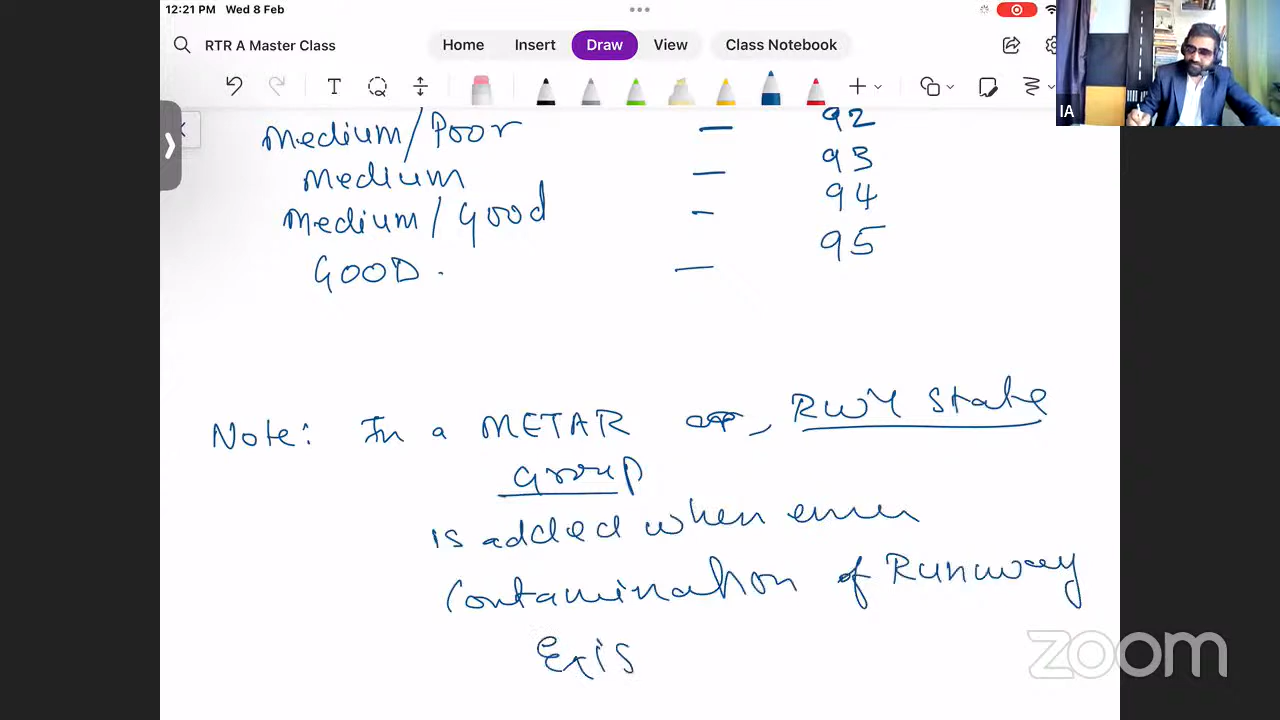 12:21 PM Wed 8 Feb
RTR A Master Class
Home Insert Draw View Class Notebook
IA
Medium/Poor — 92
Medium — 93
Medium/Good — 94
GOOD. — 95
Note: In a METAR , RWY State
group
is added when ever
Contamination of Runway
Exis
zoom